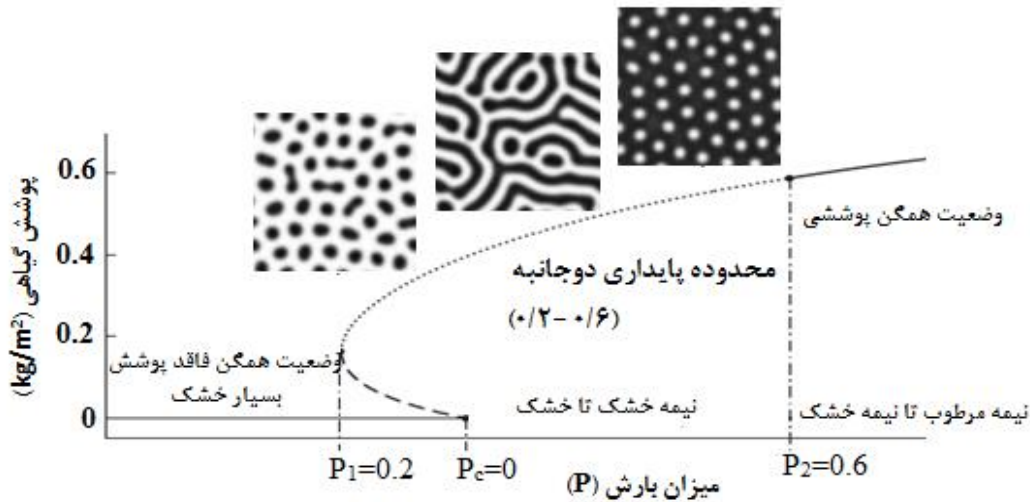 پوشش گیاهی (kg/m²)
0.6
0.4
0.2
0
وضعیت همگن پوششی
محدوده پایداری دوجانبه
(۰/۲-۰/۶)
وضعیت همگن فاقد پوشش
بسیار خشک
نیمه خشک تا خشک
نیمه مرطوب تا نیمه خشک
P₁=0.2
P_c=0
P₂=0.6
میزان بارش (P)